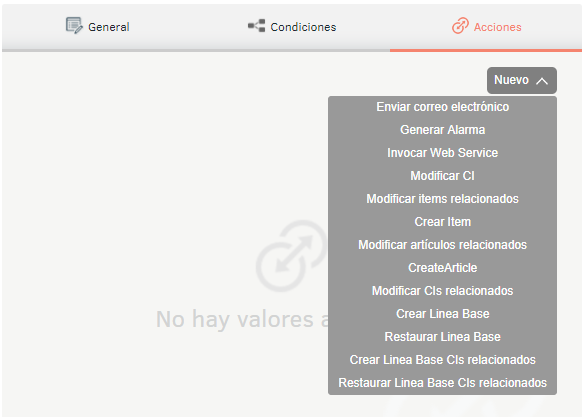 General
Condiciones
Acciones
Nuevo
Enviar correo electrónico
Generar Alarma
Invocar Web Service
Modificar CI
Modificar items relacionados
Crear Item
Modificar artículos relacionados
CreateArticle
Modificar CIs relacionados
Crear Linea Base
Restaurar Linea Base
Crear Linea Base CIs relacionados
Restaurar Linea Base CIs relacionados
No hay valores a